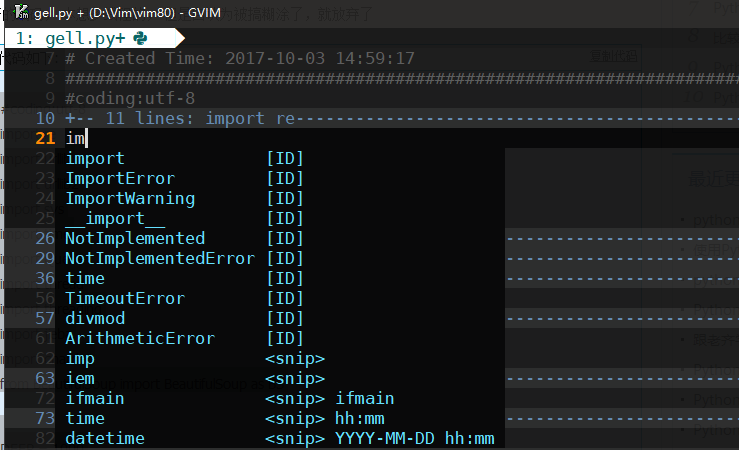 gell.py + (D:\Vim\vim80) - GVIM
1: gell.py+
7 # Created Time: 2017-10-03 14:59:17
8 ####################################################################
9 #coding:utf-8
10 +-- 11 lines: import re---------------------------------------------
21 im
22 import [ID]
23 ImportError [ID]
24 ImportWarning [ID]
25 __import__ [ID]
26 NotImplemented [ID]
29 NotImplementedError [ID]
36 time [ID]
56 TimeoutError [ID]
57 divmod [ID]
61 ArithmeticError [ID]
62 imp <snip>
63 iem <snip>
72 ifmain <snip> ifmain
73 time <snip> hh:mm
82 datetime <snip> YYYY-MM-DD hh:mm